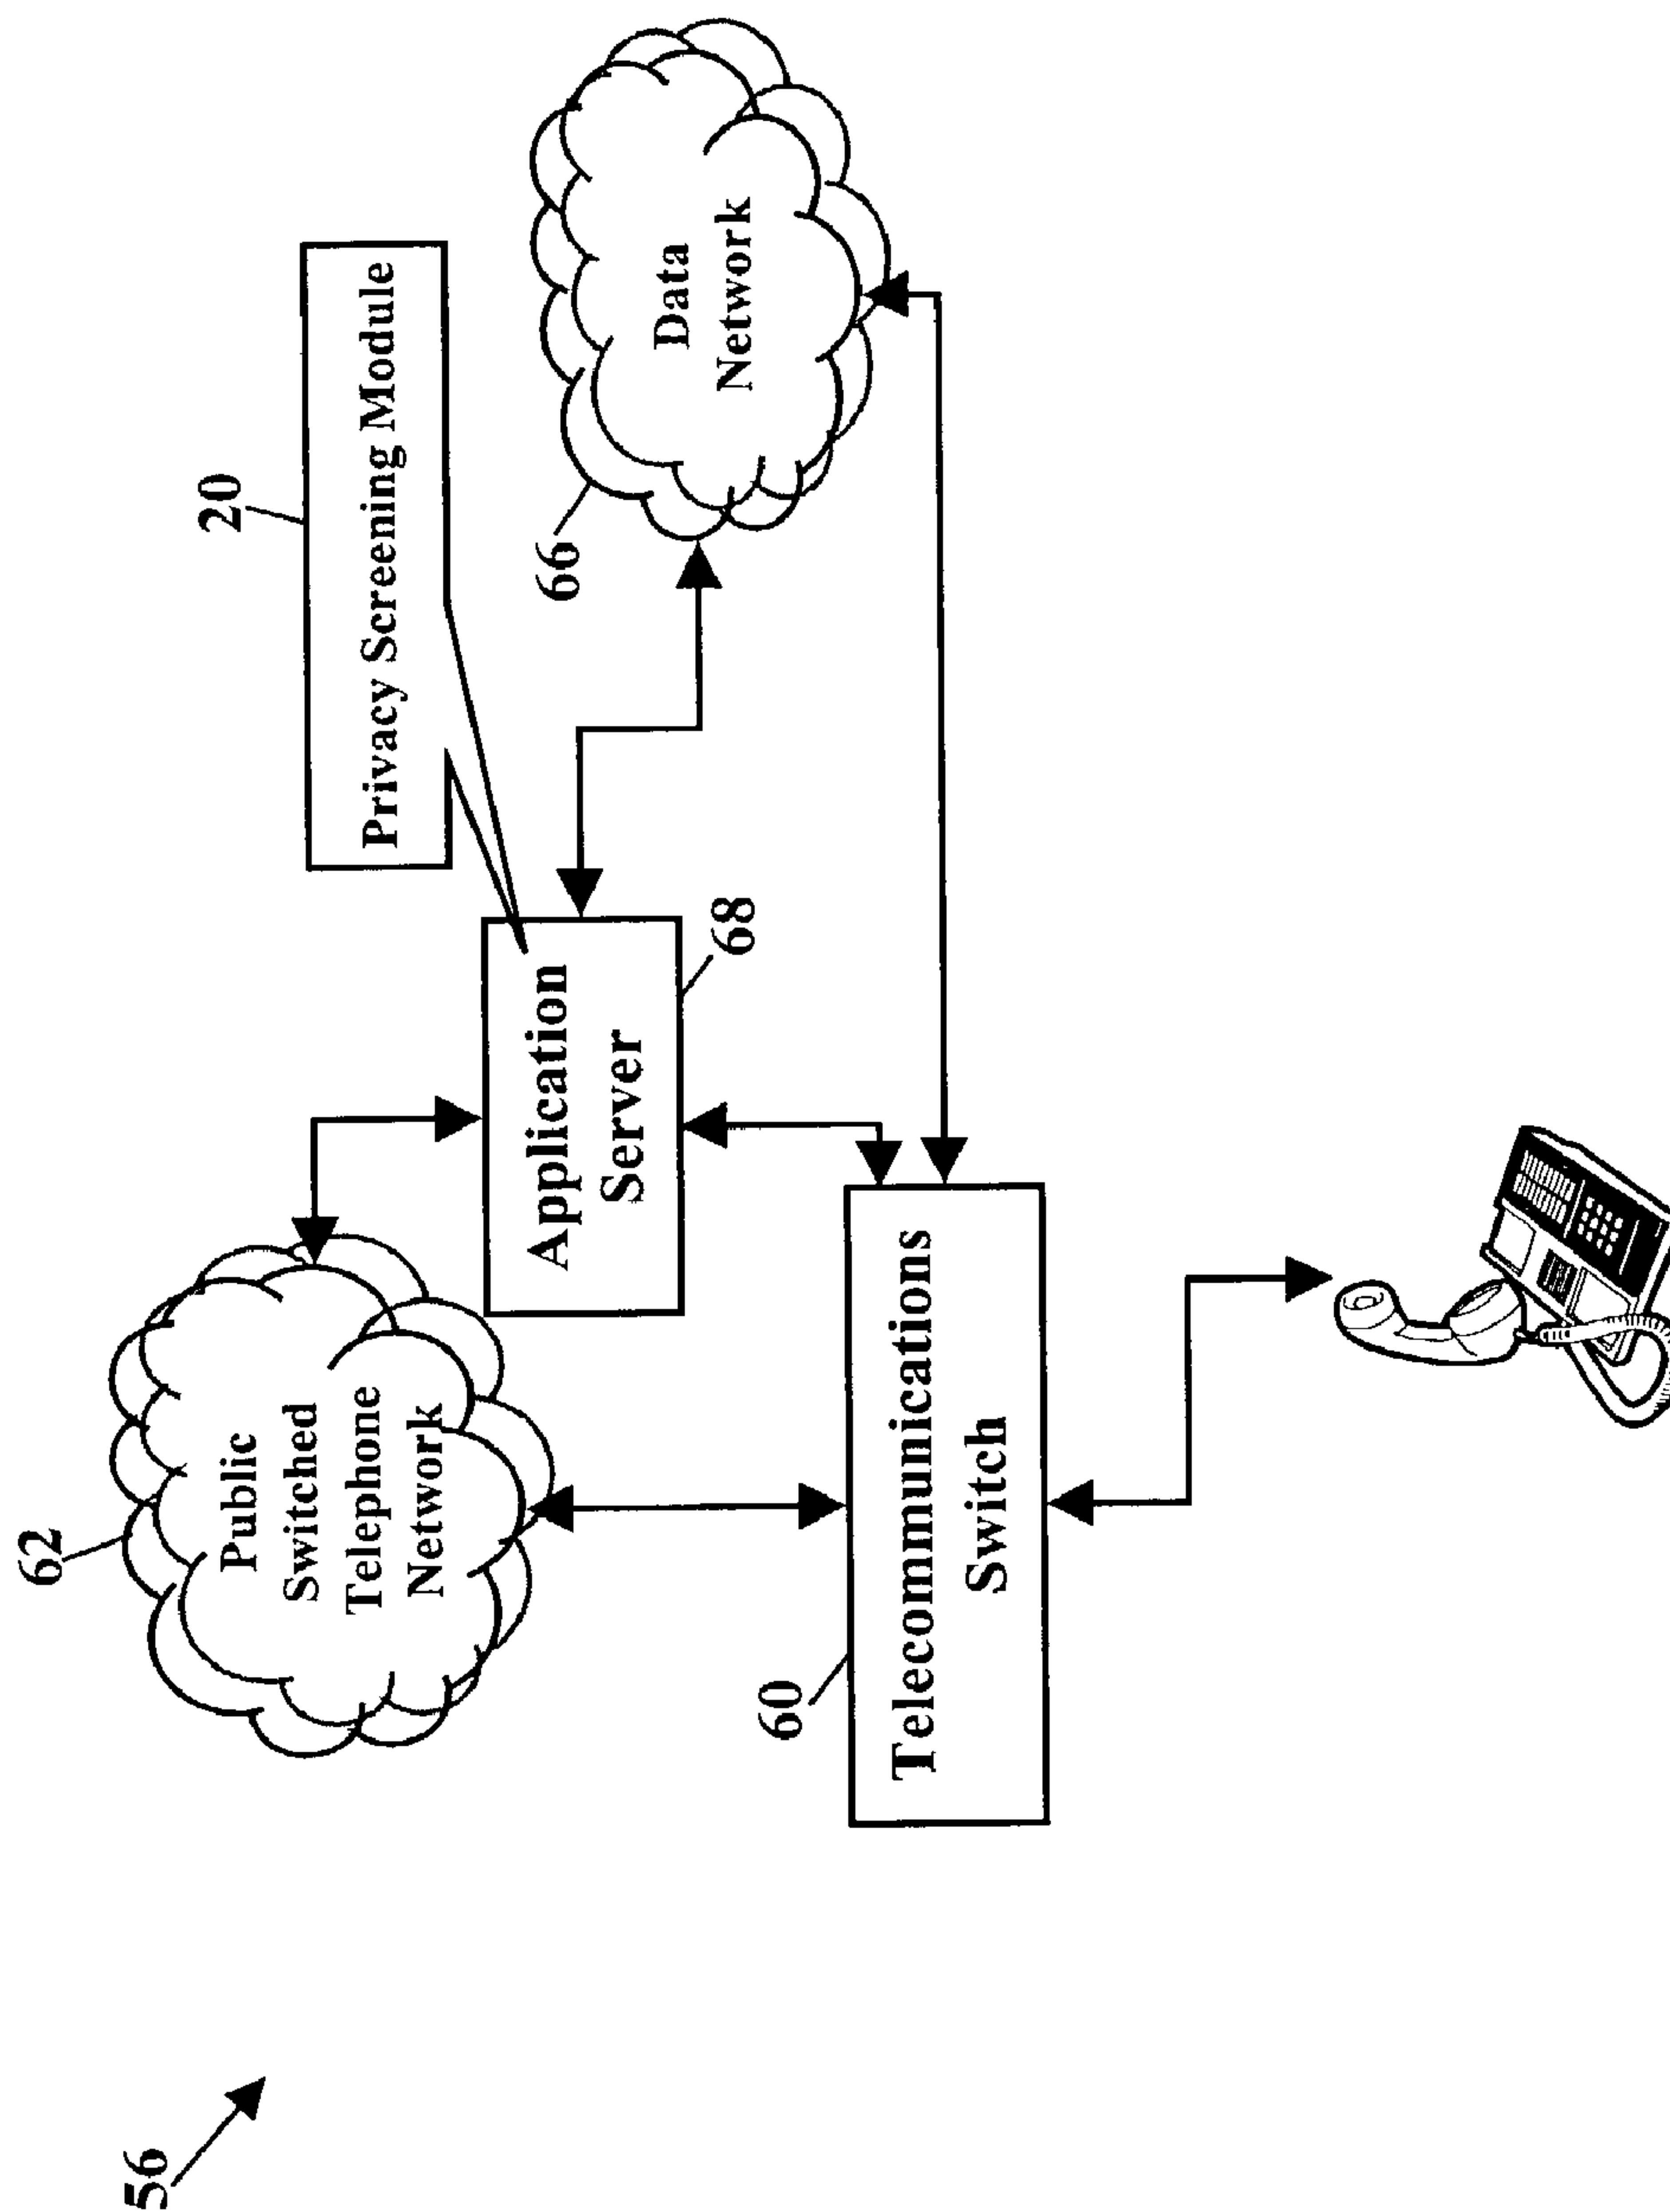 56
62
Public
Switched
Telephone
Network
20
Privacy Screening Module
Application
Server
68
66
Data
Network
60
Telecommunications
Switch